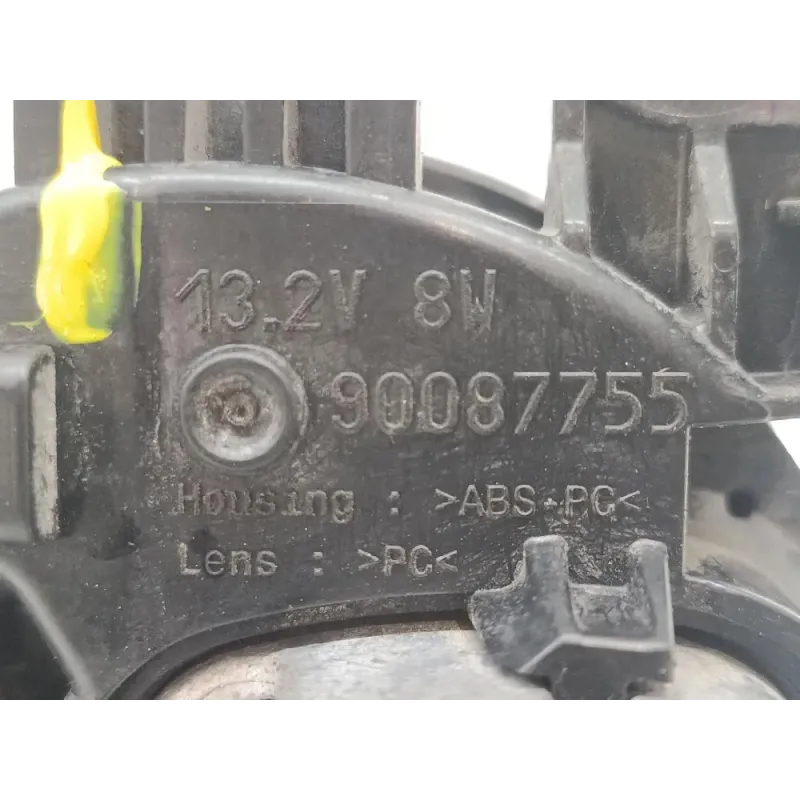 13.2V 8W
90087755
Housing : >ABS+PC<
Lens : >PC<